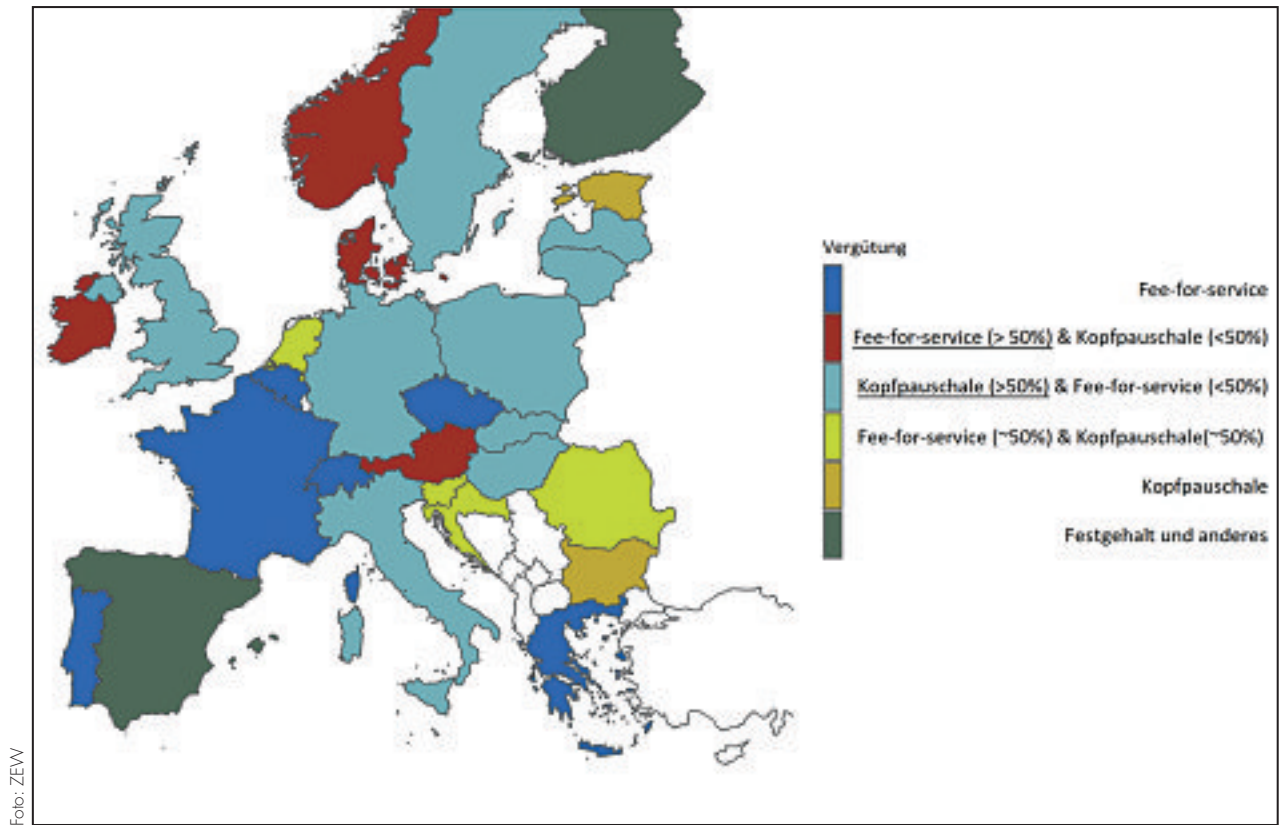 Vergütung
Fee-for-service
Fee-for-service (> 50%) & Kopfpauschale (<50%)
Kopfpauschale (>50%) & Fee-for-service (<50%)
Fee-for-service (~50%) & Kopfpauschale(~50%)
Kopfpauschale
Festgehalt und anderes
Foto: ZEW